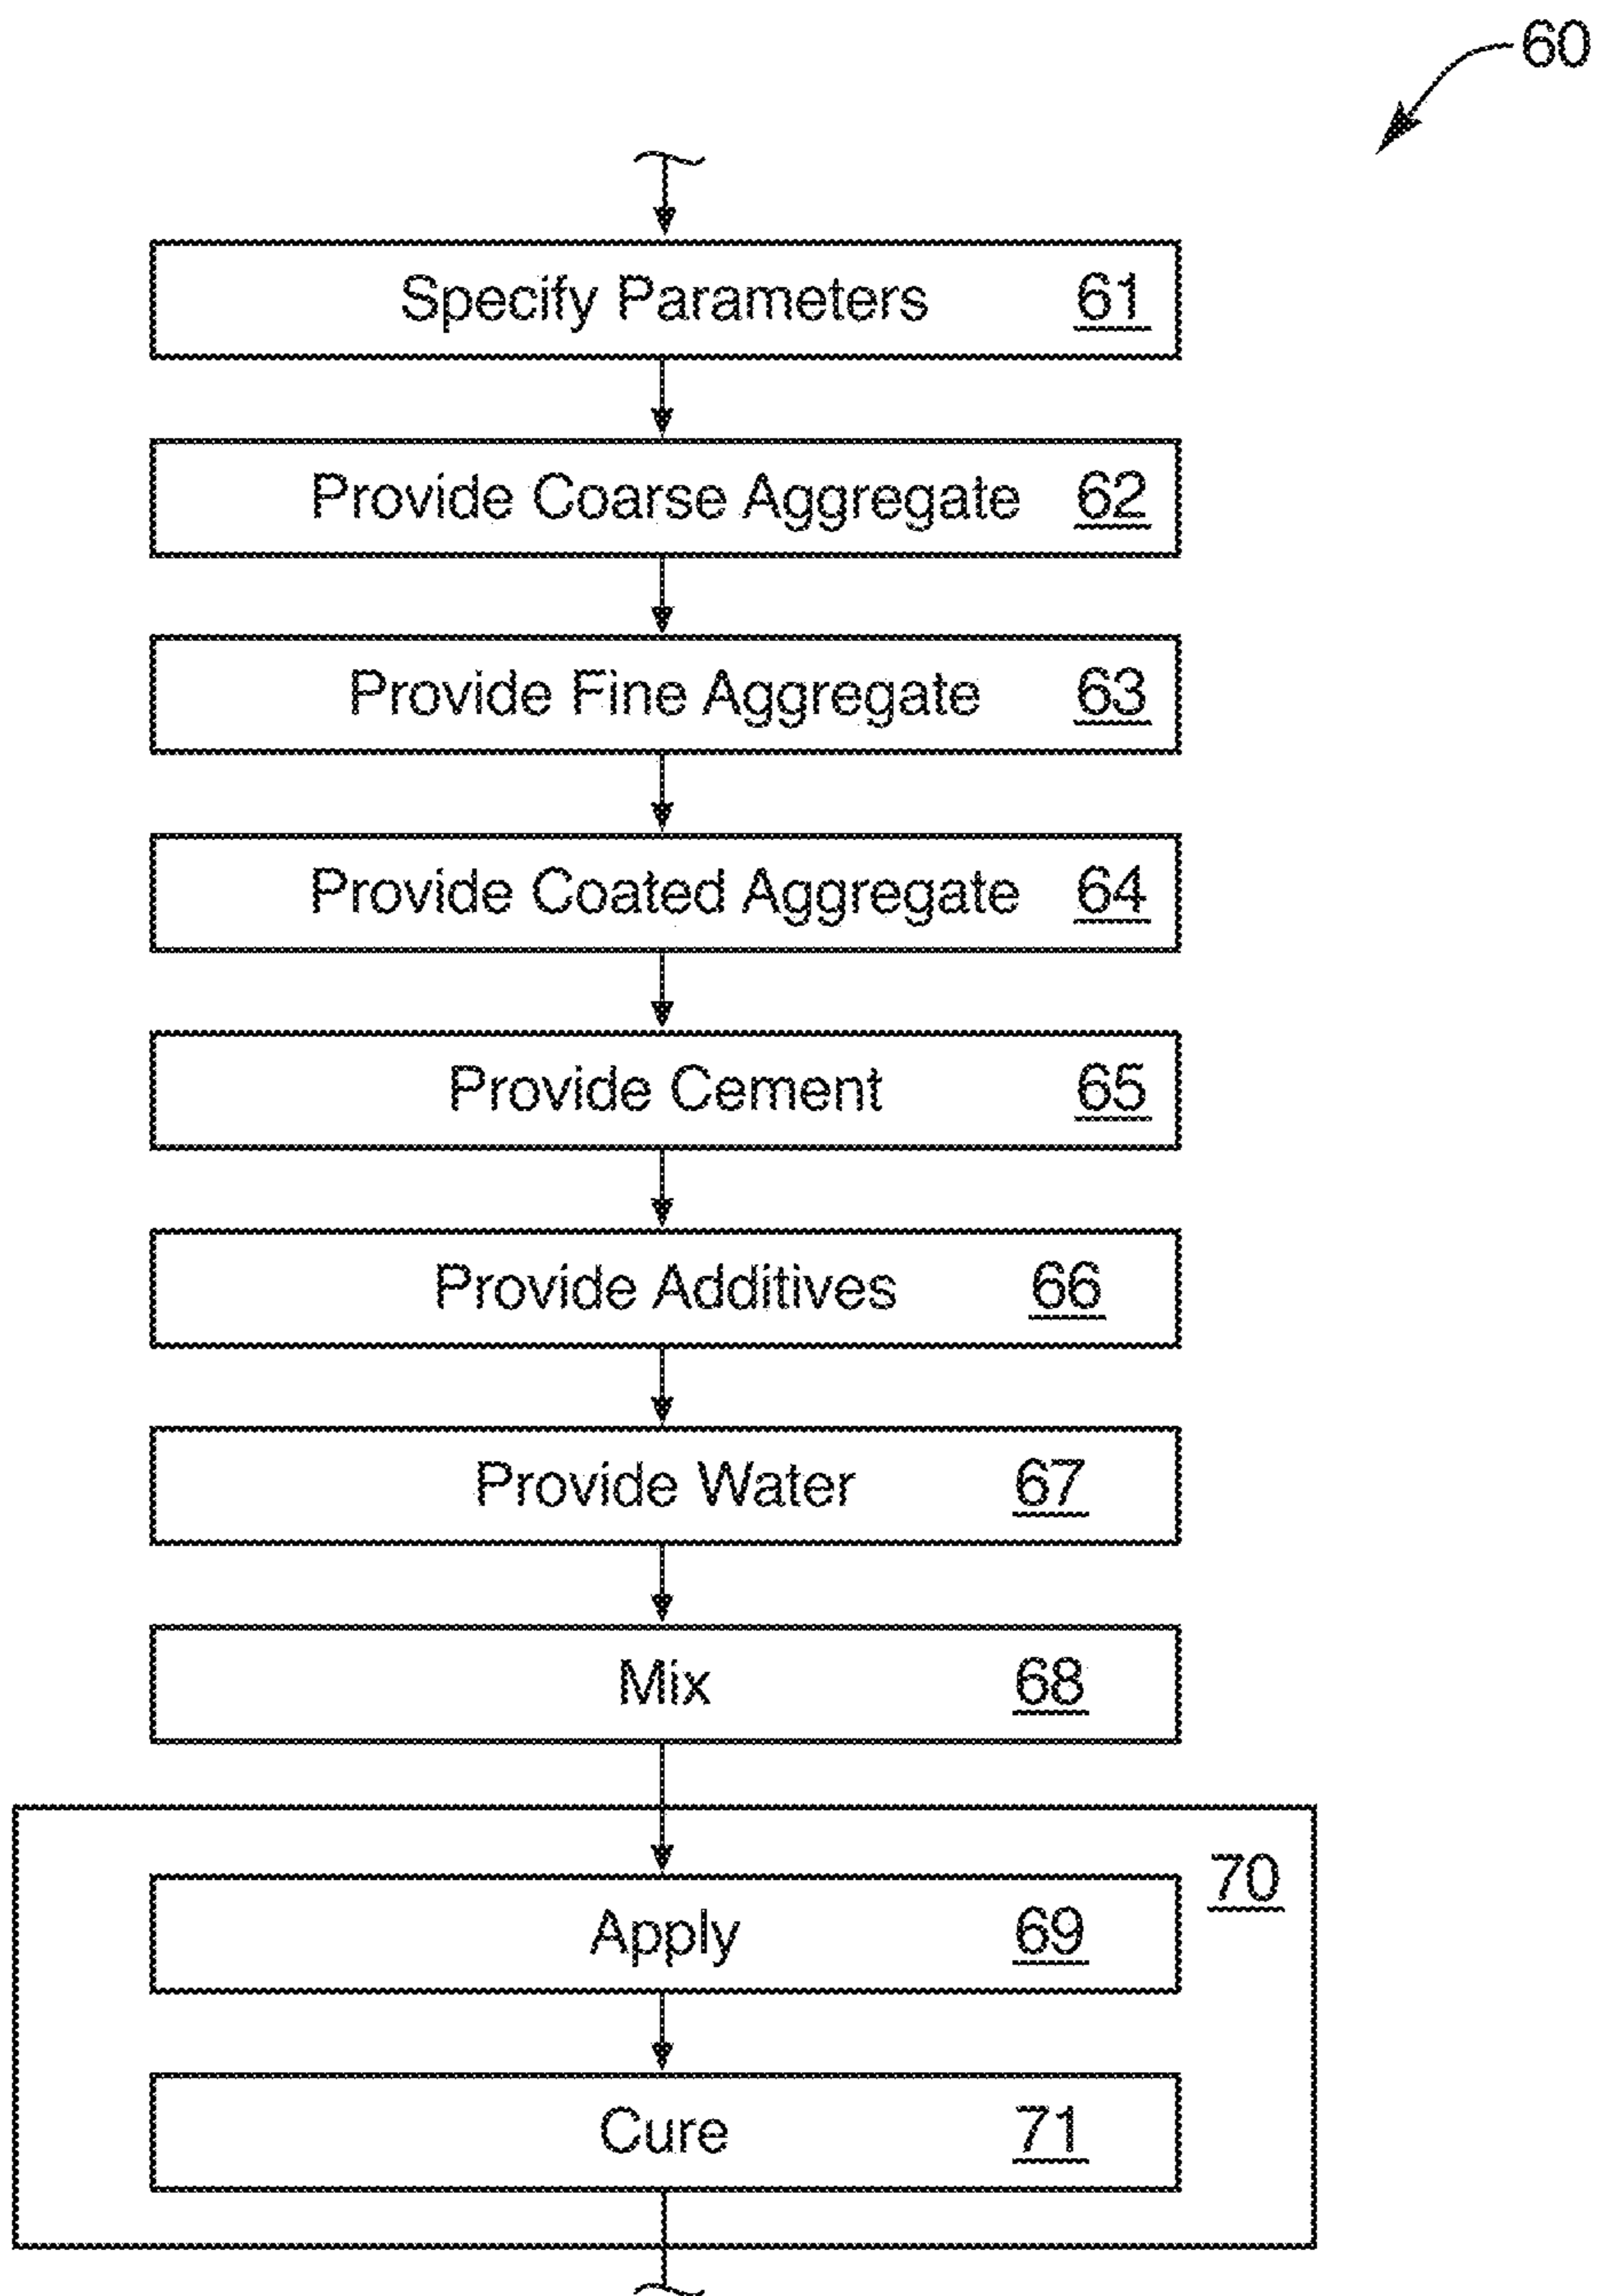 60
Specify Parameters 61
Provide Coarse Aggregate 62
Provide Fine Aggregate 63
Provide Coated Aggregate 64
Provide Cement 65
Provide Additives 66
Provide Water 67
Mix 68
70
Apply 69
Cure 71